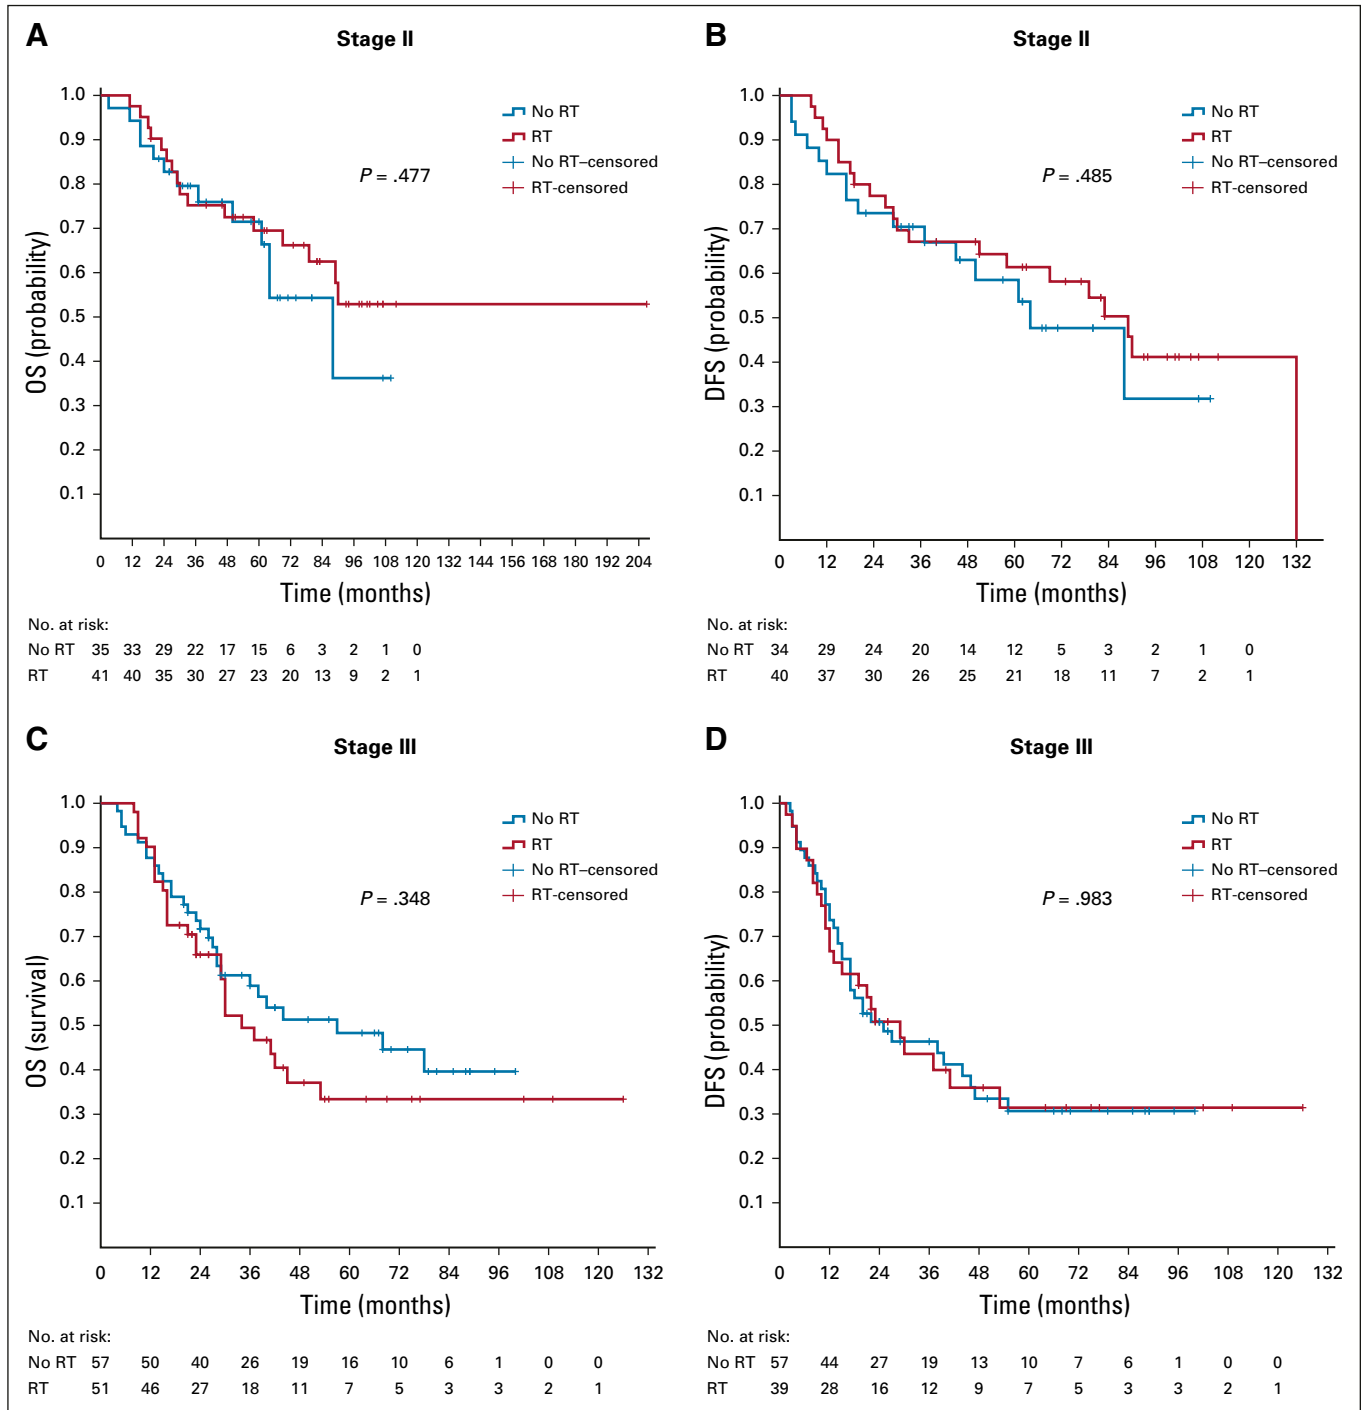 A
Stage II
1.0
0.9
0.8
0.7
0.6
0.5
0.4
0.3
0.2
0.1
OS (probability)
No RT
RT
No RT–censored
RT-censored
P = .477
0 12 24 36 48 60 72 84 96 108 120 132 144 156 168 180 192 204
Time (months)
No. at risk:
No RT 35 33 29 22 17 15 6 3 2 1 0
RT 41 40 35 30 27 23 20 13 9 2 1
B
Stage II
1.0
0.9
0.8
0.7
0.6
0.5
0.4
0.3
0.2
0.1
DFS (probability)
No RT
RT
No RT–censored
RT-censored
P = .485
0 12 24 36 48 60 72 84 96 108 120 132
Time (months)
No. at risk:
No RT 34 29 24 20 14 12 5 3 2 1 0
RT 40 37 30 26 25 21 18 11 7 2 1
C
Stage III
1.0
0.9
0.8
0.7
0.6
0.5
0.4
0.3
0.2
0.1
OS (survival)
No RT
RT
No RT–censored
RT-censored
P = .348
0 12 24 36 48 60 72 84 96 108 120 132
Time (months)
No. at risk:
No RT 57 50 40 26 19 16 10 6 1 0 0
RT 51 46 27 18 11 7 5 3 3 2 1
D
Stage III
1.0
0.9
0.8
0.7
0.6
0.5
0.4
0.3
0.2
0.1
DFS (probability)
No RT
RT
No RT–censored
RT-censored
P = .983
0 12 24 36 48 60 72 84 96 108 120 132
Time (months)
No. at risk:
No RT 57 44 27 19 13 10 7 6 1 0 0
RT 39 28 16 12 9 7 5 3 3 2 1